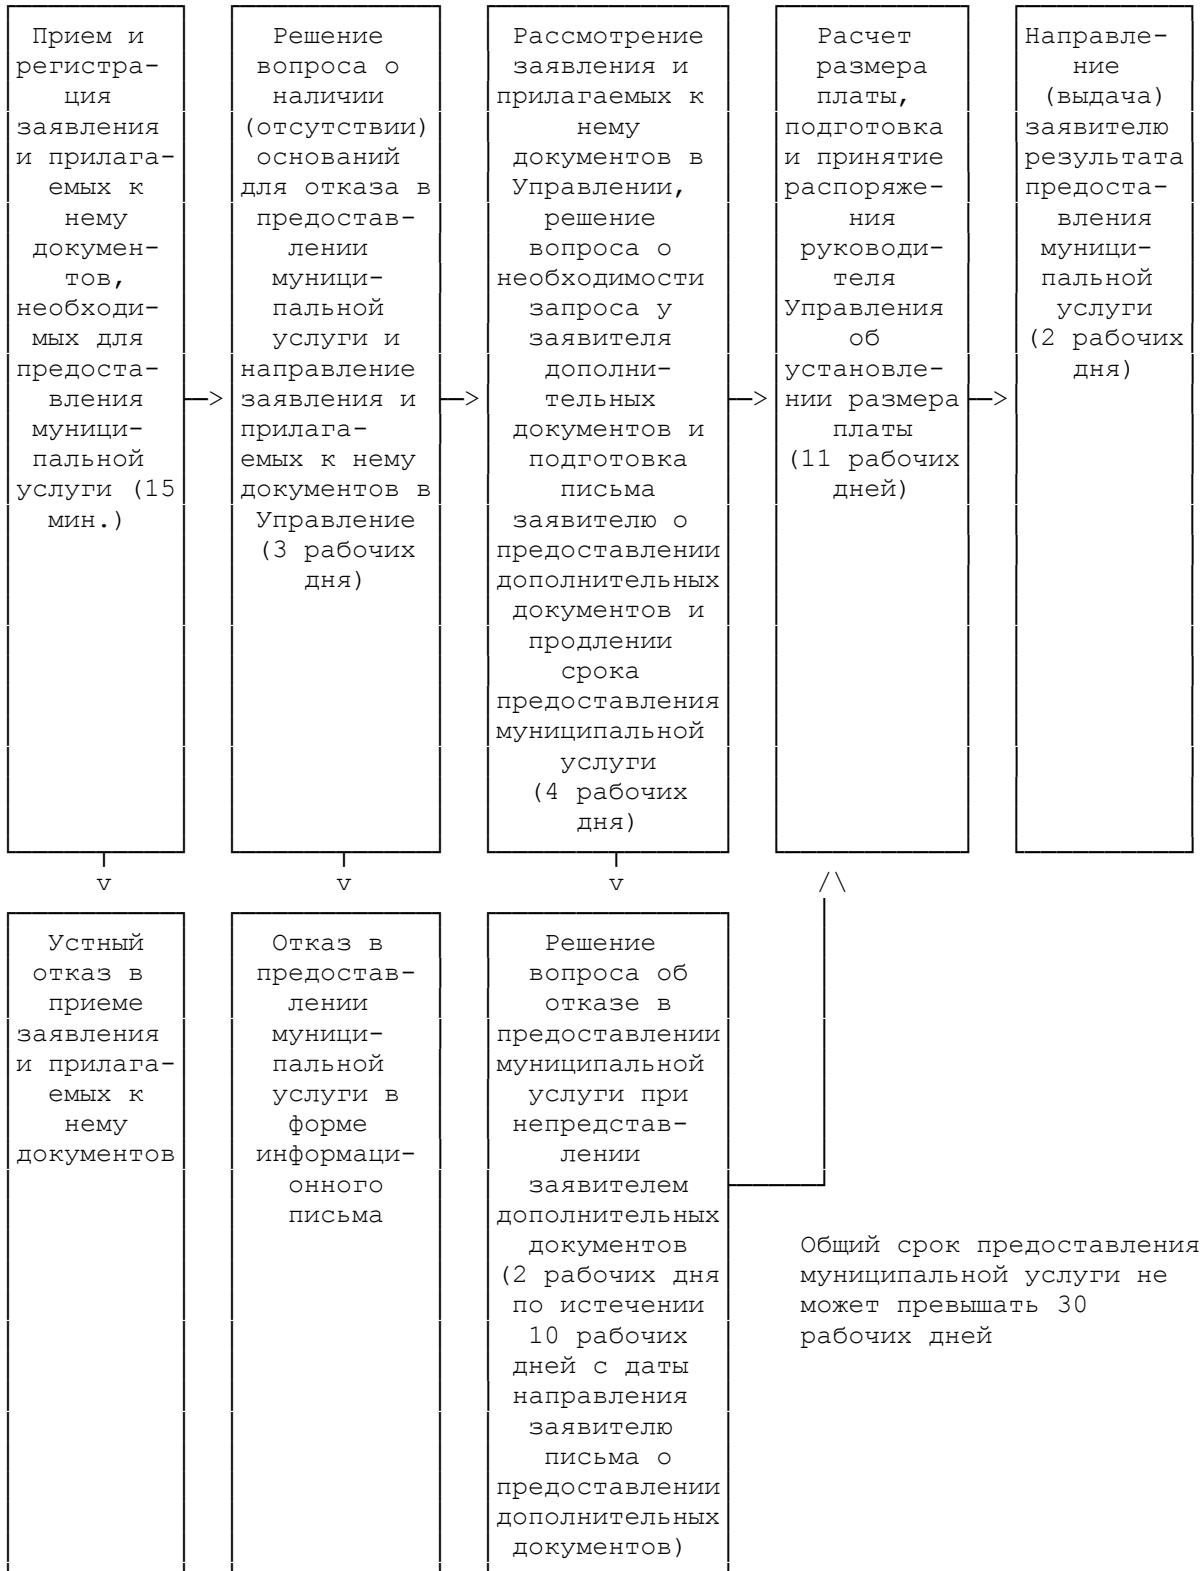 Прием и
регистра-
ция
заявления
и прилага-
емых к
нему
докумен-
тов,
необходи-
мых для
предоста-
вления
муници-
пальной
услуги (15
мин.)
Решение
вопроса о
наличии
(отсутствии)
оснований
для отказа в
предостав-
лении
муници-
пальной
услуги и
направление
заявления и
прилага-
емых к нему
документов в
Управление
(3 рабочих
дня)
Рассмотрение
заявления и
прилагаемых к
нему
документов в
Управлении,
решение
вопроса о
необходимости
запроса у
заявителя
дополни-
тельных
документов и
подготовка
письма
заявителю о
предоставлении
дополнительных
документов и
продлении
срока
предоставления
муниципальной
услуги
(4 рабочих
дня)
Расчет
размера
платы,
подготовка
и принятие
распоряже-
ния
руководи-
теля
Управления
об
установле-
нии размера
платы
(11 рабочих
дней)
Направле-
ние
(выдача)
заявителю
результата
предоста-
вления
муници-
пальной
услуги
(2 рабочих
дня)
Устный
отказ в
приеме
заявления
и прилага-
емых к
нему
документов
Отказ в
предостав-
лении
муници-
пальной
услуги в
форме
информаци-
онного
письма
Решение
вопроса об
отказе в
предоставлении
муниципальной
услуги при
непредстав-
лении
заявителем
дополнительных
документов
(2 рабочих дня
по истечении
10 рабочих
дней с даты
направления
заявителю
письма о
предоставлении
дополнительных
документов)
Общий срок предоставления
муниципальной услуги не
может превышать 30
рабочих дней